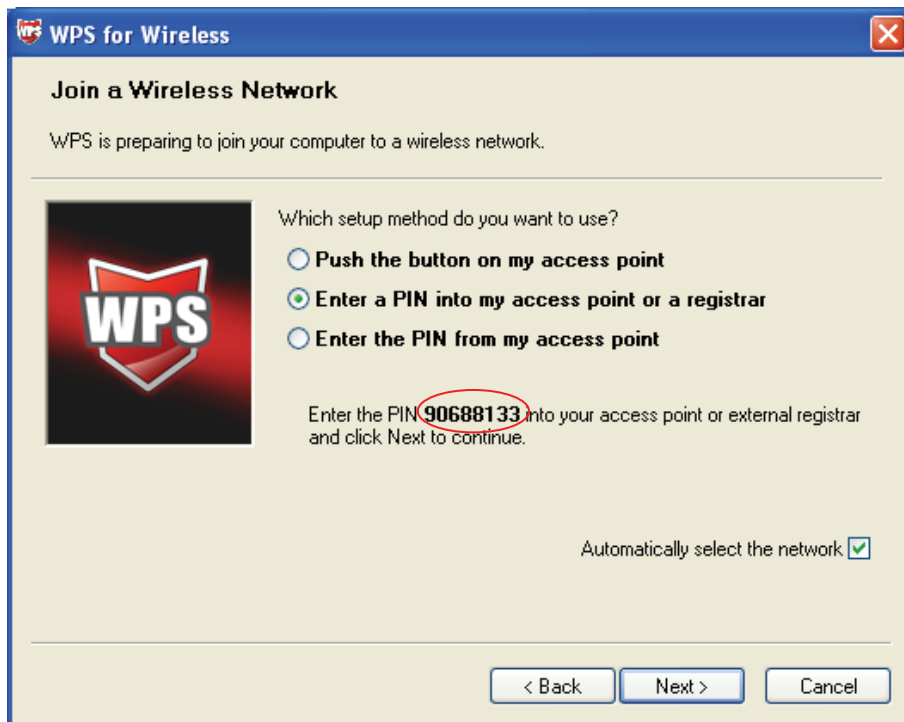 WPS WPS for Wireless
Join a Wireless Network
WPS is preparing to join your computer to a wireless network.
Which setup method do you want to use?
Push the button on my access point
Enter a PIN into my access point or a registrar
Enter the PIN from my access point
WPS
Enter the PIN 90688133 into your access point or external registrar
and click Next to continue.
Automatically select the network
< Back Next > Cancel